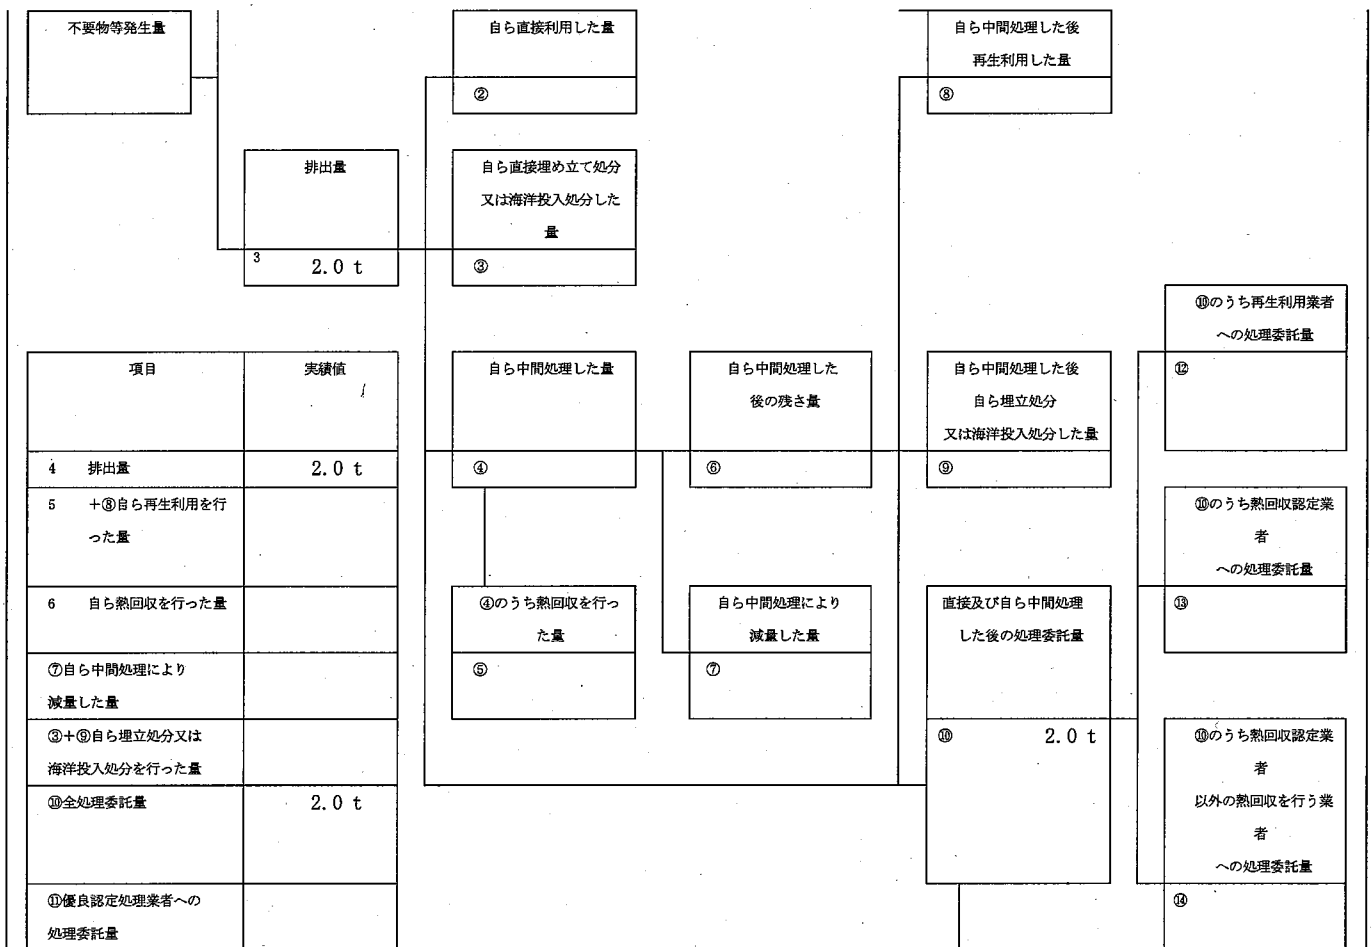 不要物等発生量
自ら直接利用した量
②
自ら中間処理した後
再生利用した量
⑧
排出量
3 2.0 t
自ら直接埋め立て処分
又は海洋投入処分した
量
③
⑩のうち再生利用業者
への処理委託量
⑫
項目 実績値
4 排出量 2.0 t
5 +⑧自ら再生利用を行
った量
6 自ら熱回収を行った量
⑦自ら中間処理により
減量した量
③+⑨自ら埋立処分又は
海洋投入処分を行った量
⑩全処理委託量 2.0 t
⑪優良認定処理業者への
処理委託量
自ら中間処理した量
④
自ら中間処理した
後の残さ量
⑥
自ら中間処理した後
自ら埋立処分
又は海洋投入処分した量
⑨
④のうち熱回収を行っ
た量
⑤
自ら中間処理により
減量した量
⑦
直接及び自ら中間処理
した後の処理委託量
⑩ 2.0 t
⑩のうち熱回収認定業
者
への処理委託量
⑬
⑩のうち熱回収認定業
者
以外の熱回収を行う業
者
への処理委託量
⑭